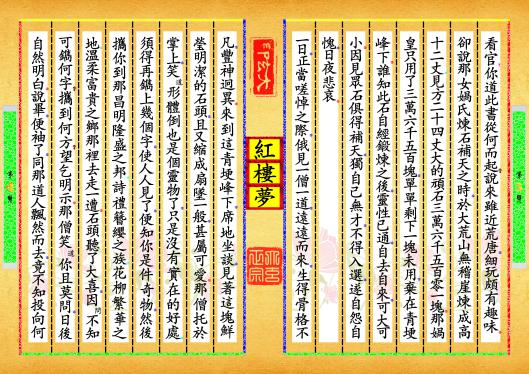 看官你道此書從何而起說來雖近荒唐細玩頗有趣味
卻說那女媧氏煉石補天之時於大荒山無稽崖煉成高
十二丈見方二十四丈大的頑石三萬六千五百零一塊那媧
皇只用了三萬六千五百塊單單剩下一塊未用棄在青埂
峰下誰知此石自經鍛煉之後靈性已通自去自來可大可
小因見眾石俱得補天獨自己無才不得入選遂自怨自
愧日夜悲哀
一日正當嗟悼之際俄見一僧一道遠遠而來生得骨格不
紅樓夢
凡豐神迥異來到這青埂峰下席地坐談見著這塊鮮
瑩明潔的石頭且又縮成扇墜一般甚屬可愛那僧托於
掌上笑道形體倒也是個靈物了只是沒有實在的好處
須得再鐫上幾個字使人人見了便知你是件奇物然後
攜你到那昌明隆盛之邦詩禮簪纓之族花柳繁華之
地溫柔富貴之鄉那裡去走一遭石頭聽了大喜因問不知
可鐫何字攜到何方望乞明示那僧笑道你且莫問日後
自然明白說畢便袖了同那道人飄然而去竟不知投向何